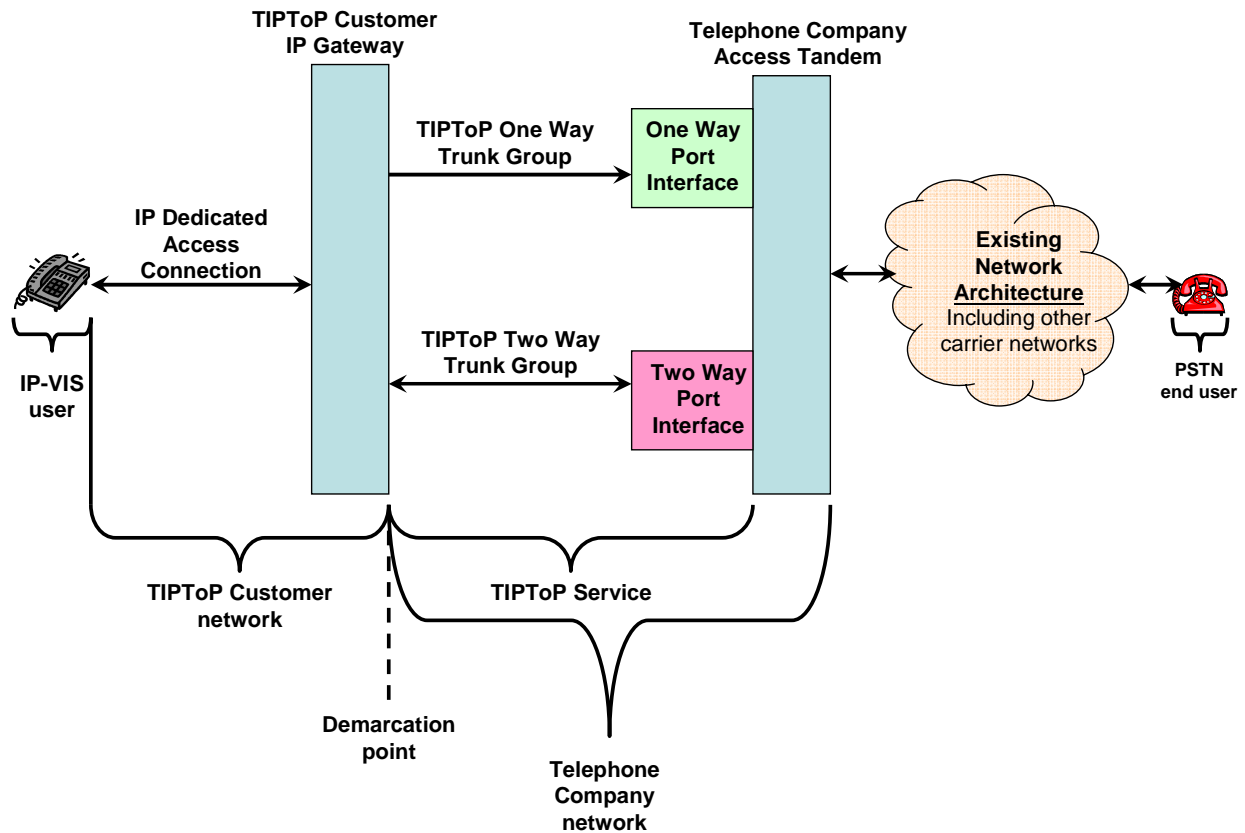 TIPToP Customer
IP Gateway
Telephone Company
Access Tandem
TIPToP One Way
Trunk Group
One Way
Port
Interface
IP Dedicated
Access
Connection
Existing
Network
Architecture
Including other
carrier networks
TIPToP Two Way
Trunk Group
Two Way
Port
Interface
IP-VIS
user
PSTN
end user
TIPToP Customer
network
TIPToP Service
Demarcation
point
Telephone
Company
network